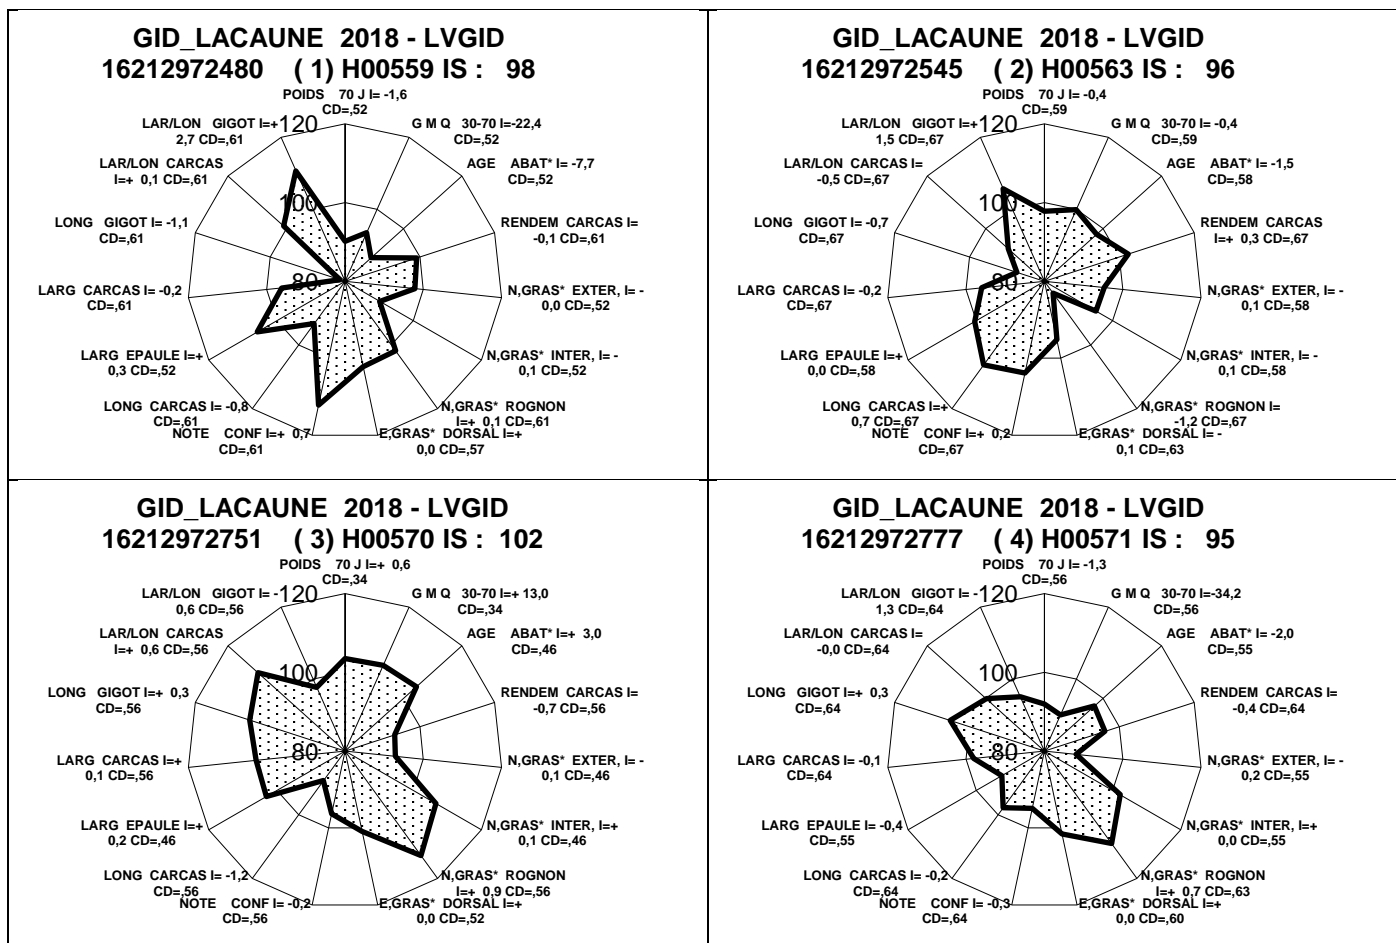 GID_LACAUNE 2018 - LVGID
16212972480 ( 1) H00559 IS : 98
POIDS 70 J I= -1,6
CD=,52
G M Q 30-70 I=-22,4
CD=,52
AGE ABAT* I= -7,7
CD=,52
RENDEM CARCAS I=
-0,1 CD=,61
N,GRAS* EXTER, I= -
0,0 CD=,52
N,GRAS* INTER, I= -
0,1 CD=,52
N,GRAS* ROGNON
I=+ 0,1 CD=,61
E,GRAS* DORSAL I=+
0,0 CD=,57
NOTE CONF I=+ 0,7
CD=,61
LONG CARCAS I= -0,8
CD=,61
LARG EPAULE I=+
0,3 CD=,52
LARG CARCAS I= -0,2
CD=,61
LONG GIGOT I= -1,1
CD=,61
LAR/LON CARCAS
I=+ 0,1 CD=,61
LAR/LON GIGOT I=+
2,7 CD=,61
120
100
80
GID_LACAUNE 2018 - LVGID
16212972545 ( 2) H00563 IS : 96
POIDS 70 J I= -0,4
CD=,59
G M Q 30-70 I= -0,4
CD=,59
AGE ABAT* I= -1,5
CD=,58
RENDEM CARCAS
I=+ 0,3 CD=,67
N,GRAS* EXTER, I= -
0,1 CD=,58
N,GRAS* INTER, I= -
0,1 CD=,58
N,GRAS* ROGNON I=
-1,2 CD=,67
E,GRAS* DORSAL I= -
0,1 CD=,63
NOTE CONF I=+ 0,2
CD=,67
LONG CARCAS I=+
0,7 CD=,67
LARG EPAULE I=+
0,0 CD=,58
LARG CARCAS I= -0,2
CD=,67
LONG GIGOT I= -0,7
CD=,67
LAR/LON CARCAS I=
-0,5 CD=,67
LAR/LON GIGOT I=+
1,5 CD=,67
120
100
80
GID_LACAUNE 2018 - LVGID
16212972751 ( 3) H00570 IS : 102
POIDS 70 J I=+ 0,6
CD=,34
G M Q 30-70 I=+ 13,0
CD=,34
AGE ABAT* I=+ 3,0
CD=,46
RENDEM CARCAS I=
-0,7 CD=,56
N,GRAS* EXTER, I= -
0,1 CD=,46
N,GRAS* INTER, I=+
0,1 CD=,46
N,GRAS* ROGNON
I=+ 0,9 CD=,56
E,GRAS* DORSAL I=+
0,0 CD=,52
NOTE CONF I= -0,2
CD=,56
LONG CARCAS I= -1,2
CD=,56
LARG EPAULE I=+
0,2 CD=,46
LARG CARCAS I=+
0,1 CD=,56
LONG GIGOT I=+ 0,3
CD=,56
LAR/LON CARCAS
I=+ 0,6 CD=,56
LAR/LON GIGOT I= -
0,6 CD=,56
120
100
80
GID_LACAUNE 2018 - LVGID
16212972777 ( 4) H00571 IS : 95
POIDS 70 J I= -1,3
CD=,56
G M Q 30-70 I=-34,2
CD=,56
AGE ABAT* I= -2,0
CD=,55
RENDEM CARCAS I=
-0,4 CD=,64
N,GRAS* EXTER, I= -
0,2 CD=,55
N,GRAS* INTER, I=+
0,0 CD=,55
N,GRAS* ROGNON
I=+ 0,7 CD=,63
E,GRAS* DORSAL I=+
0,0 CD=,60
NOTE CONF I= -0,3
CD=,64
LONG CARCAS I= -0,2
CD=,64
LARG EPAULE I= -0,4
CD=,55
LARG CARCAS I= -0,1
CD=,64
LONG GIGOT I=+ 0,3
CD=,64
LAR/LON CARCAS I=
-0,0 CD=,64
LAR/LON GIGOT I= -
1,3 CD=,64
120
100
80